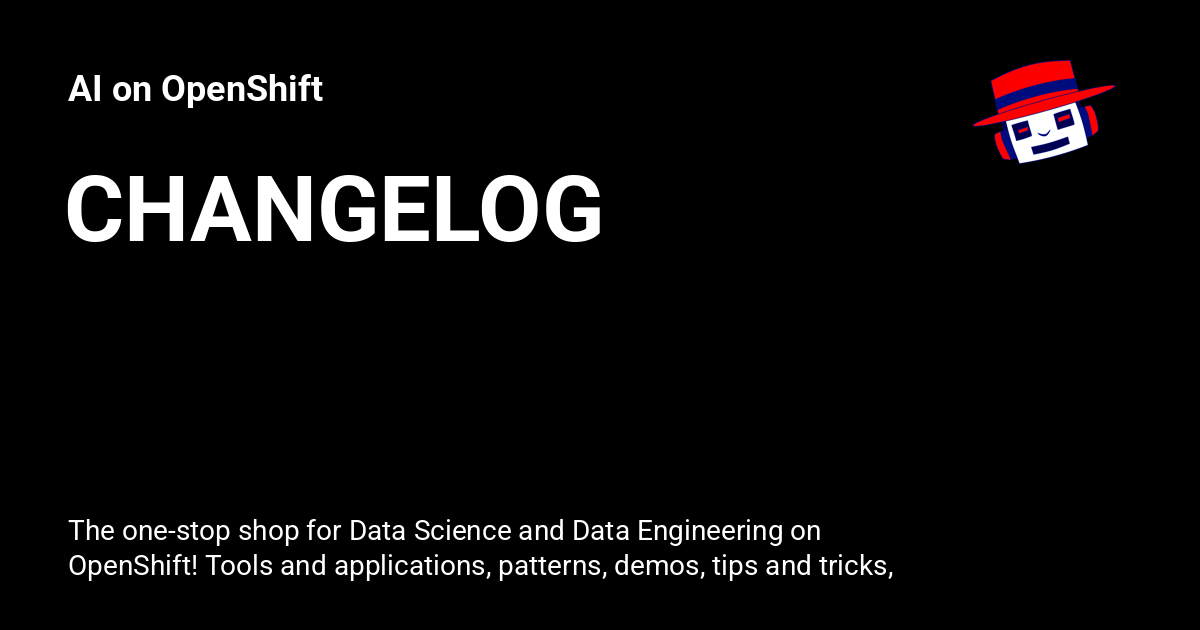 AI on OpenShift
CHANGELOG
The one-stop shop for Data Science and Data Engineering on
OpenShift! Tools and applications, patterns, demos, tips and tricks,